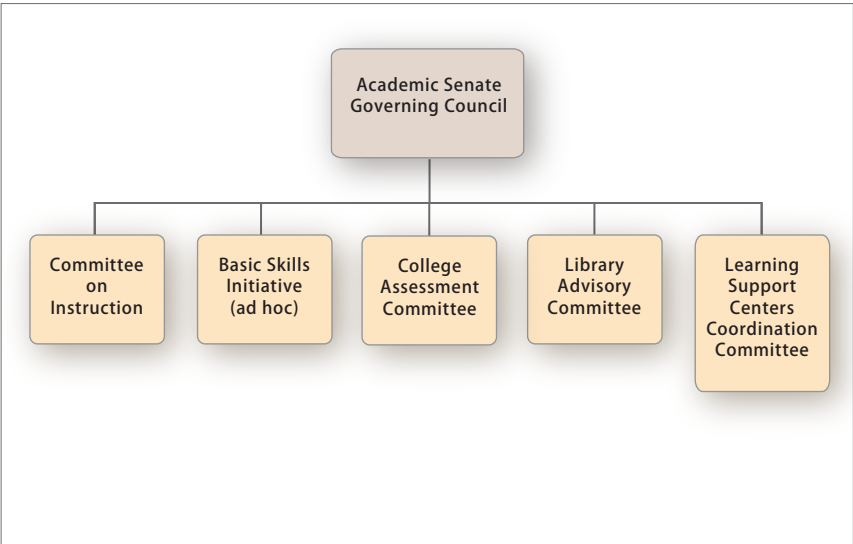 Academic Senate
Governing Council
Committee
on
Instruction
Basic Skills
Initiative
(ad hoc)
College
Assessment
Committee
Library
Advisory
Committee
Learning
Support
Centers
Coordination
Committee